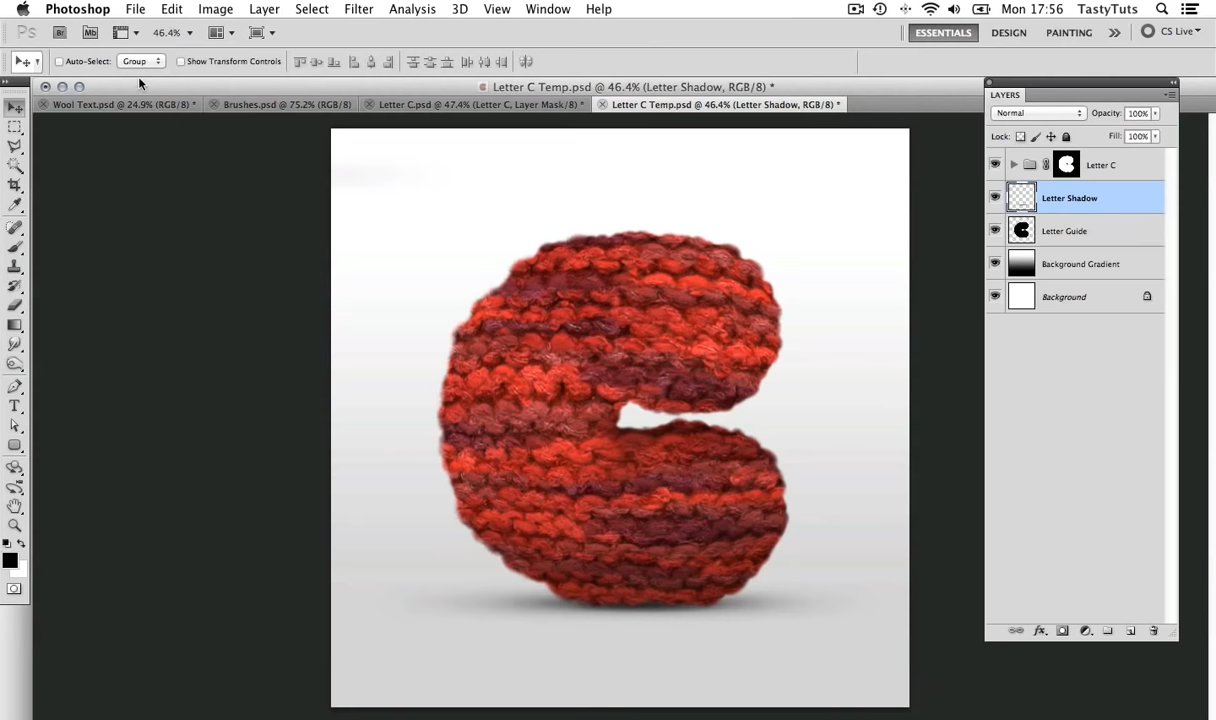 Photoshop File Edit Image Layer Select Filter Analysis 3D View Window Help Mon 17:56 TastyTuts
Ps Br Mb 46.4% ESSENTIALS DESIGN PAINTING CS Live
Auto-Select: Group Show Transform Controls
Letter C Temp.psd @ 46.4% (Letter Shadow, RGB/8) *
Wool Text.psd @ 24.9% (RGB/8) * Brushes.psd @ 75.2% (RGB/8) Letter C.psd @ 47.4% (Letter C, Layer Mask/8) * Letter C Temp.psd @ 46.4% (Letter Shadow, RGB/8) *
LAYERS
Normal Opacity: 100%
Lock: Fill: 100%
Letter C
Letter Shadow
Letter Guide
Background Gradient
Background